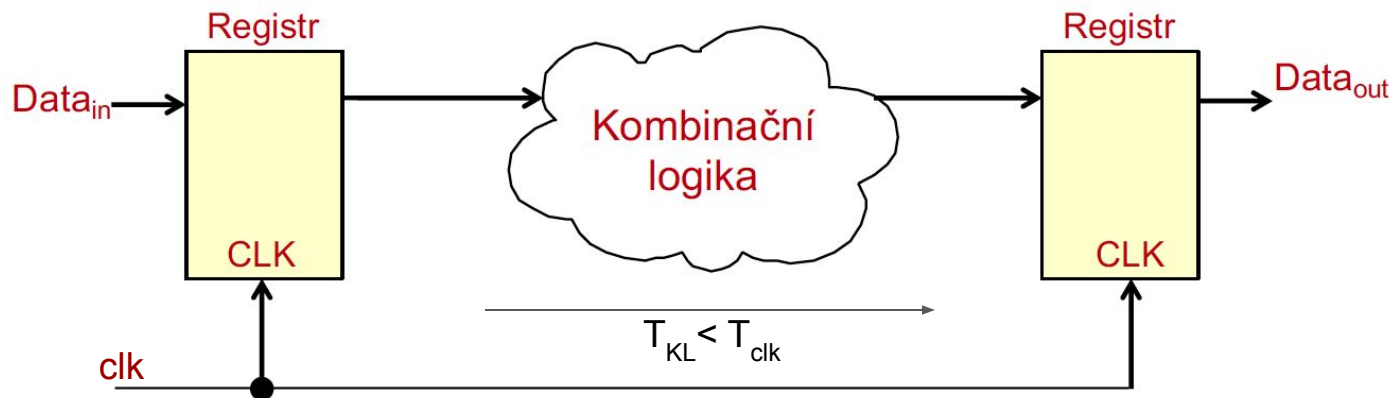 Registr
Registr
Data_in
Data_out
Kombinační
logika
CLK
CLK
T_KL < T_clk
clk